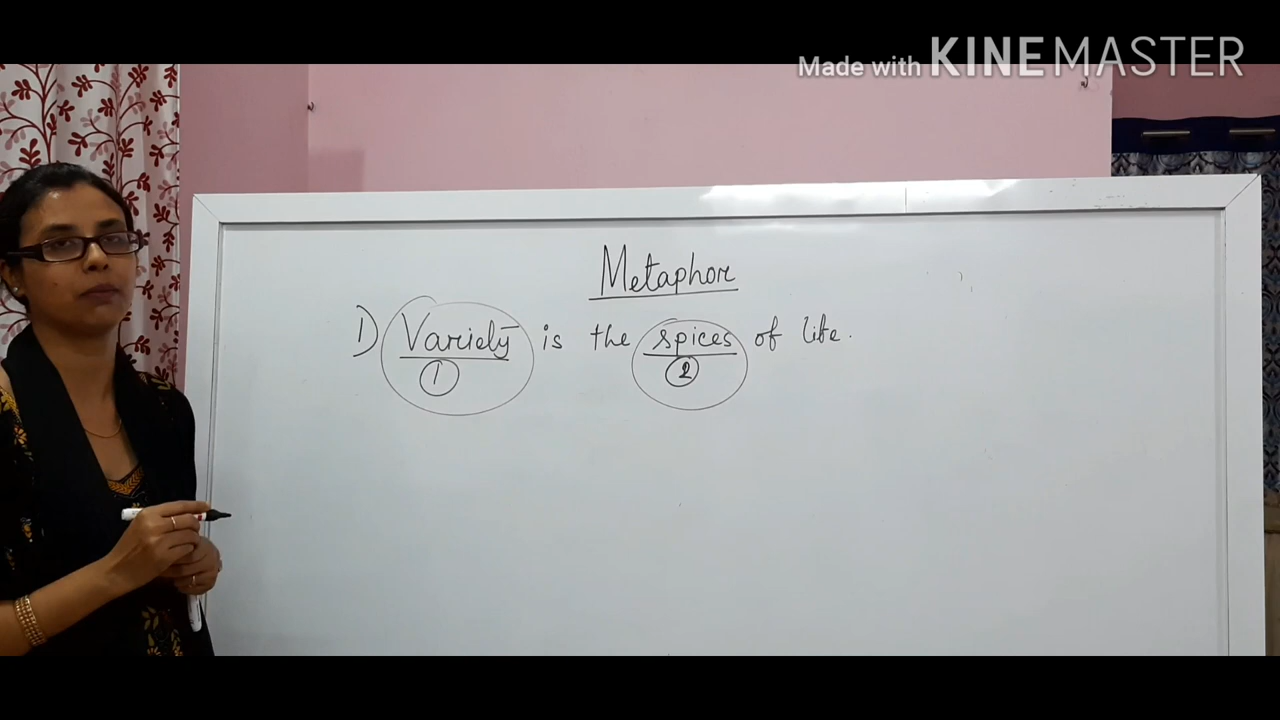 Made with KINEMASTER
Metaphor
1) Variety is the spices of life.
1 2